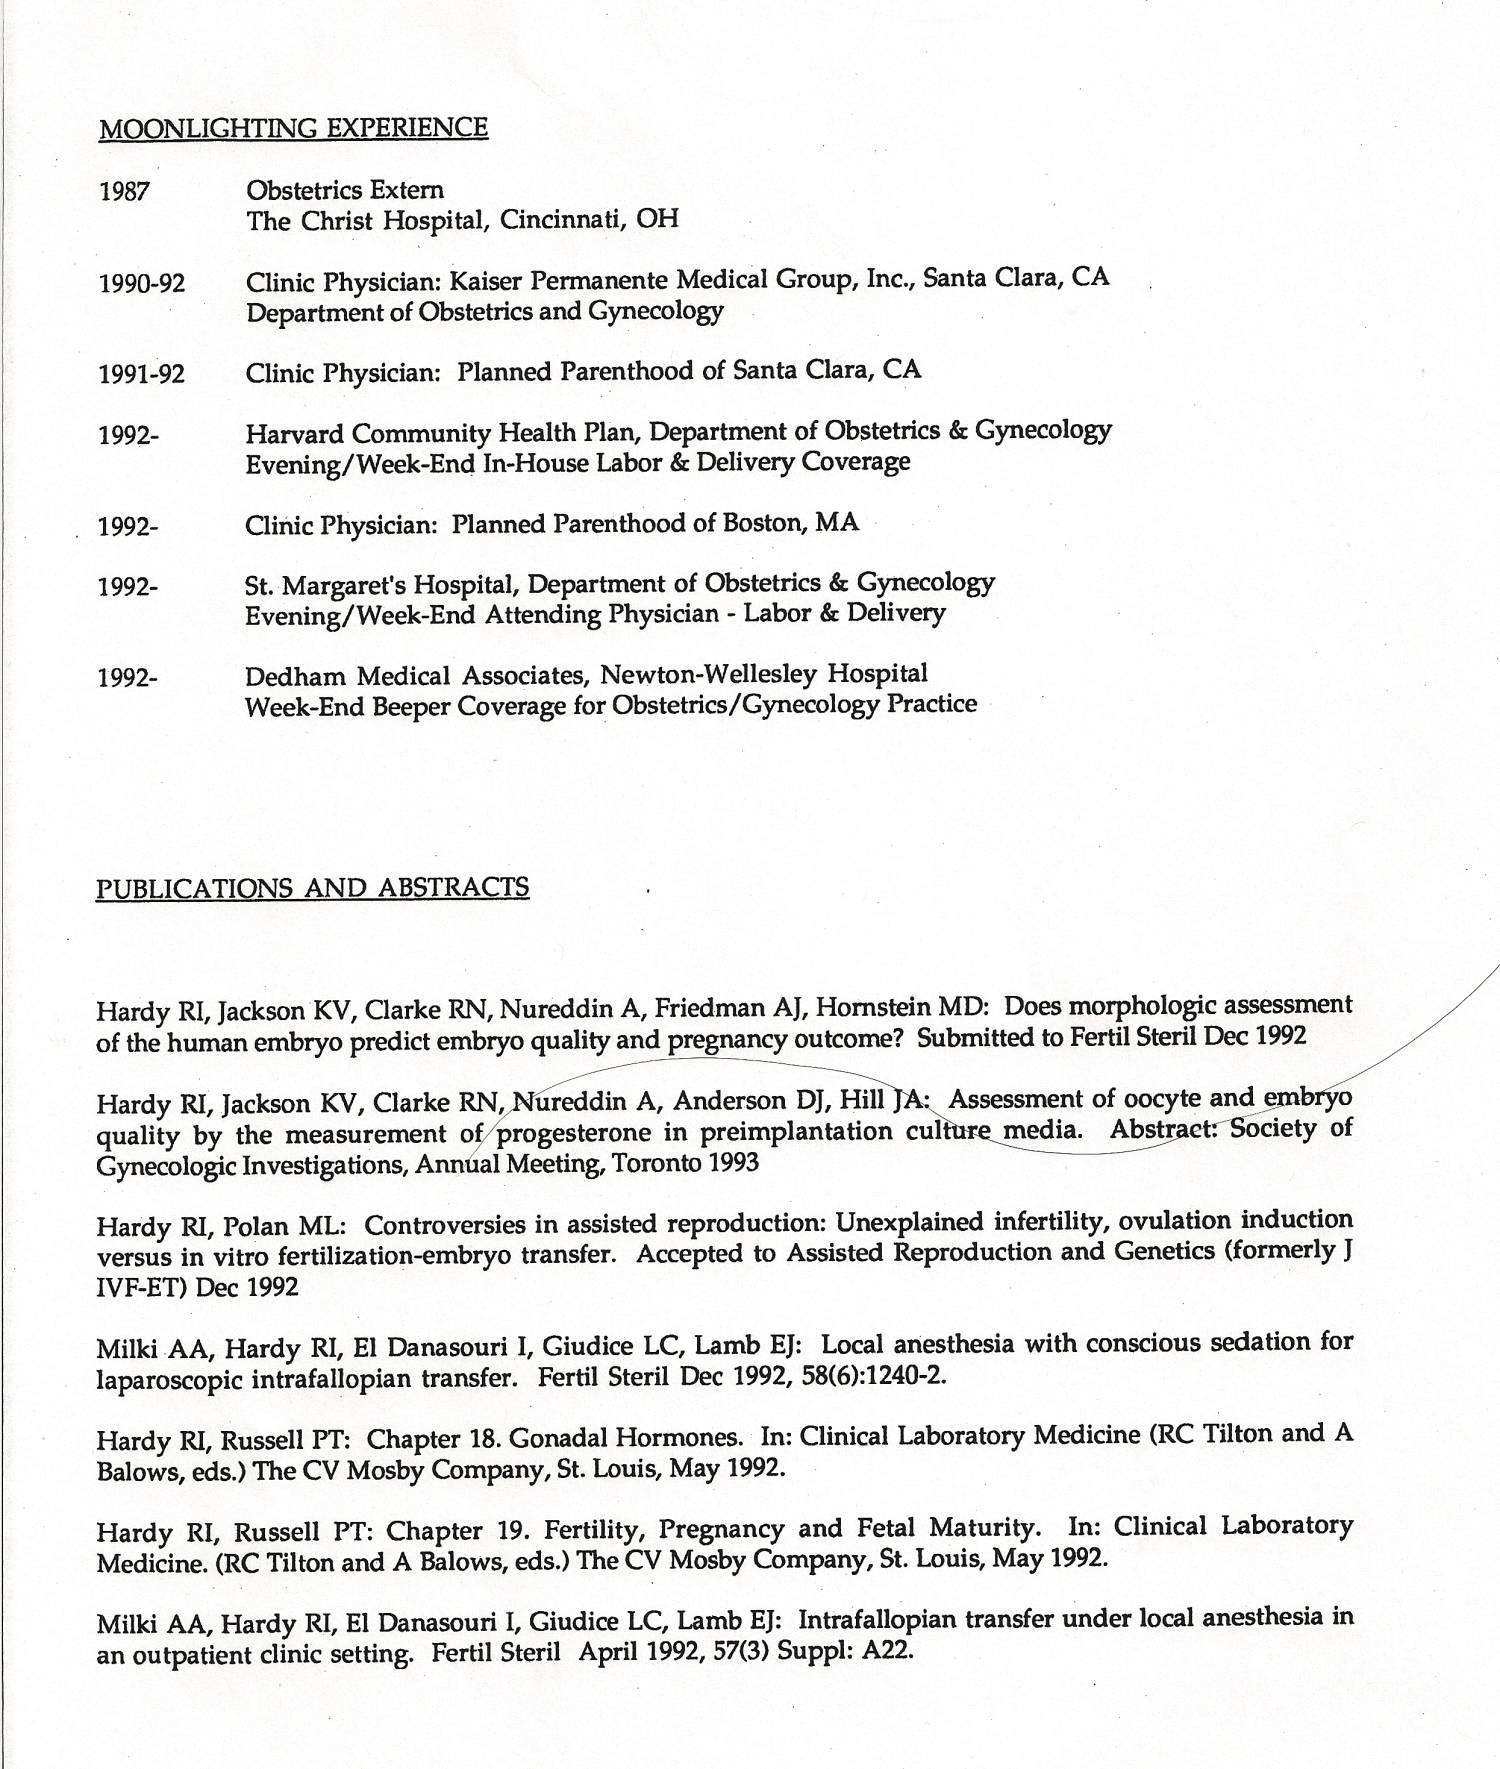 MOONLIGHTING EXPERIENCE
1987 Obstetrics Extern
The Christ Hospital, Cincinnati, OH
1990-92 Clinic Physician: Kaiser Permanente Medical Group, Inc., Santa Clara, CA
Department of Obstetrics and Gynecology
1991-92 Clinic Physician: Planned Parenthood of Santa Clara, CA
1992- Harvard Community Health Plan, Department of Obstetrics & Gynecology
Evening/Week-End In-House Labor & Delivery Coverage
1992- Clinic Physician: Planned Parenthood of Boston, MA
1992- St. Margaret's Hospital, Department of Obstetrics & Gynecology
Evening/Week-End Attending Physician - Labor & Delivery
1992- Dedham Medical Associates, Newton-Wellesley Hospital
Week-End Beeper Coverage for Obstetrics/Gynecology Practice
PUBLICATIONS AND ABSTRACTS
Hardy RI, Jackson KV, Clarke RN, Nureddin A, Friedman AJ, Hornstein MD: Does morphologic assessment
of the human embryo predict embryo quality and pregnancy outcome? Submitted to Fertil Steril Dec 1992
Hardy RI, Jackson KV, Clarke RN, Nureddin A, Anderson DJ, Hill JA: Assessment of oocyte and embryo
quality by the measurement of progesterone in preimplantation culture media. Abstract: Society of
Gynecologic Investigations, Annual Meeting, Toronto 1993
Hardy RI, Polan ML: Controversies in assisted reproduction: Unexplained infertility, ovulation induction
versus in vitro fertilization-embryo transfer. Accepted to Assisted Reproduction and Genetics (formerly J
IVF-ET) Dec 1992
Milki AA, Hardy RI, El Danasouri I, Giudice LC, Lamb EJ: Local anesthesia with conscious sedation for
laparoscopic intrafallopian transfer. Fertil Steril Dec 1992, 58(6):1240-2.
Hardy RI, Russell PT: Chapter 18. Gonadal Hormones. In: Clinical Laboratory Medicine (RC Tilton and A
Balows, eds.) The CV Mosby Company, St. Louis, May 1992.
Hardy RI, Russell PT: Chapter 19. Fertility, Pregnancy and Fetal Maturity. In: Clinical Laboratory
Medicine. (RC Tilton and A Balows, eds.) The CV Mosby Company, St. Louis, May 1992.
Milki AA, Hardy RI, El Danasouri I, Giudice LC, Lamb EJ: Intrafallopian transfer under local anesthesia in
an outpatient clinic setting. Fertil Steril April 1992, 57(3) Suppl: A22.